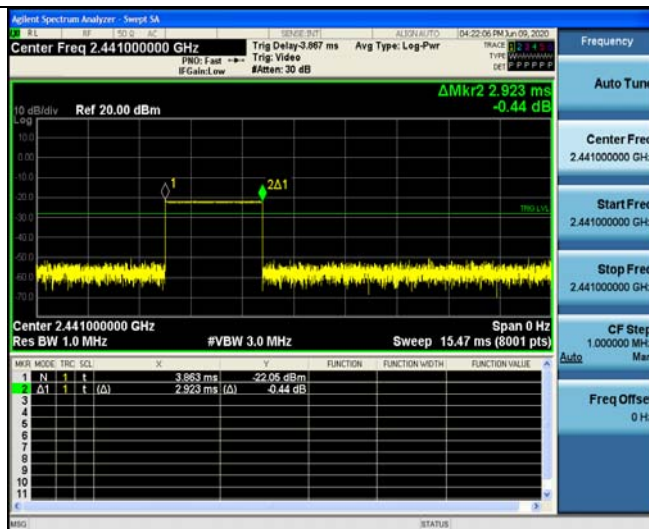 Agilent Spectrum Analyzer - Swept SA
RL RF 50 Ω AC SENSE:INT ALIGN AUTO 04:22:06 PM Jun 09, 2020
Center Freq 2.441000000 GHz
PNO: Fast
IFGain:Low
Trig Delay-3.867 ms
Trig: Video
#Atten: 30 dB
Avg Type: Log-Pwr
TRACE 1 2 3 4 5 6
TYPE
DET P P P P P P
ΔMkr2 2.923 ms
-0.44 dB
10 dB/div Ref 20.00 dBm
Log
10.0
0.00
-10.0
-20.0
-30.0
-40.0
-50.0
-60.0
-70.0
1
2Δ1
TRIG LVL
Center 2.441000000 GHz Span 0 Hz
Res BW 1.0 MHz #VBW 3.0 MHz Sweep 15.47 ms (8001 pts)
MKR MODE TRC SCL X Y FUNCTION FUNCTION WIDTH FUNCTION VALUE
1 N 1 t 3.863 ms -22.05 dBm
2 Δ1 1 t (Δ) 2.923 ms (Δ) -0.44 dB
3
4
5
6
7
8
9
10
11
MSG STATUS
Frequency
Auto Tune
Center Freq
2.441000000 GHz
Start Freq
2.441000000 GHz
Stop Freq
2.441000000 GHz
CF Step
1.000000 MHz
Auto Man
Freq Offset
0 Hz